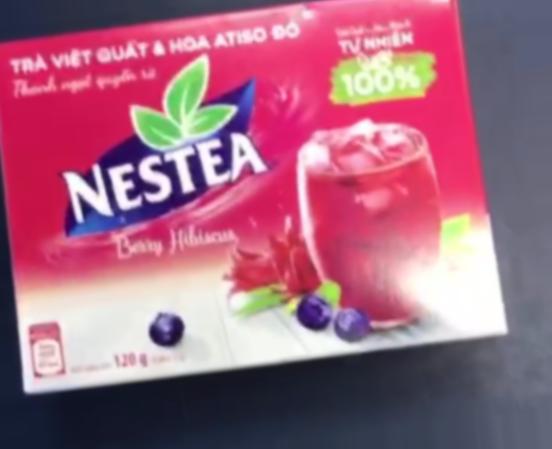 TRÀ VIỆT QUẤT & HOA ATISO ĐỎ
Thanh ngọt quyến rũ
TỰ NHIÊN
100%
NESTEA
Berry Hibiscus
120 g